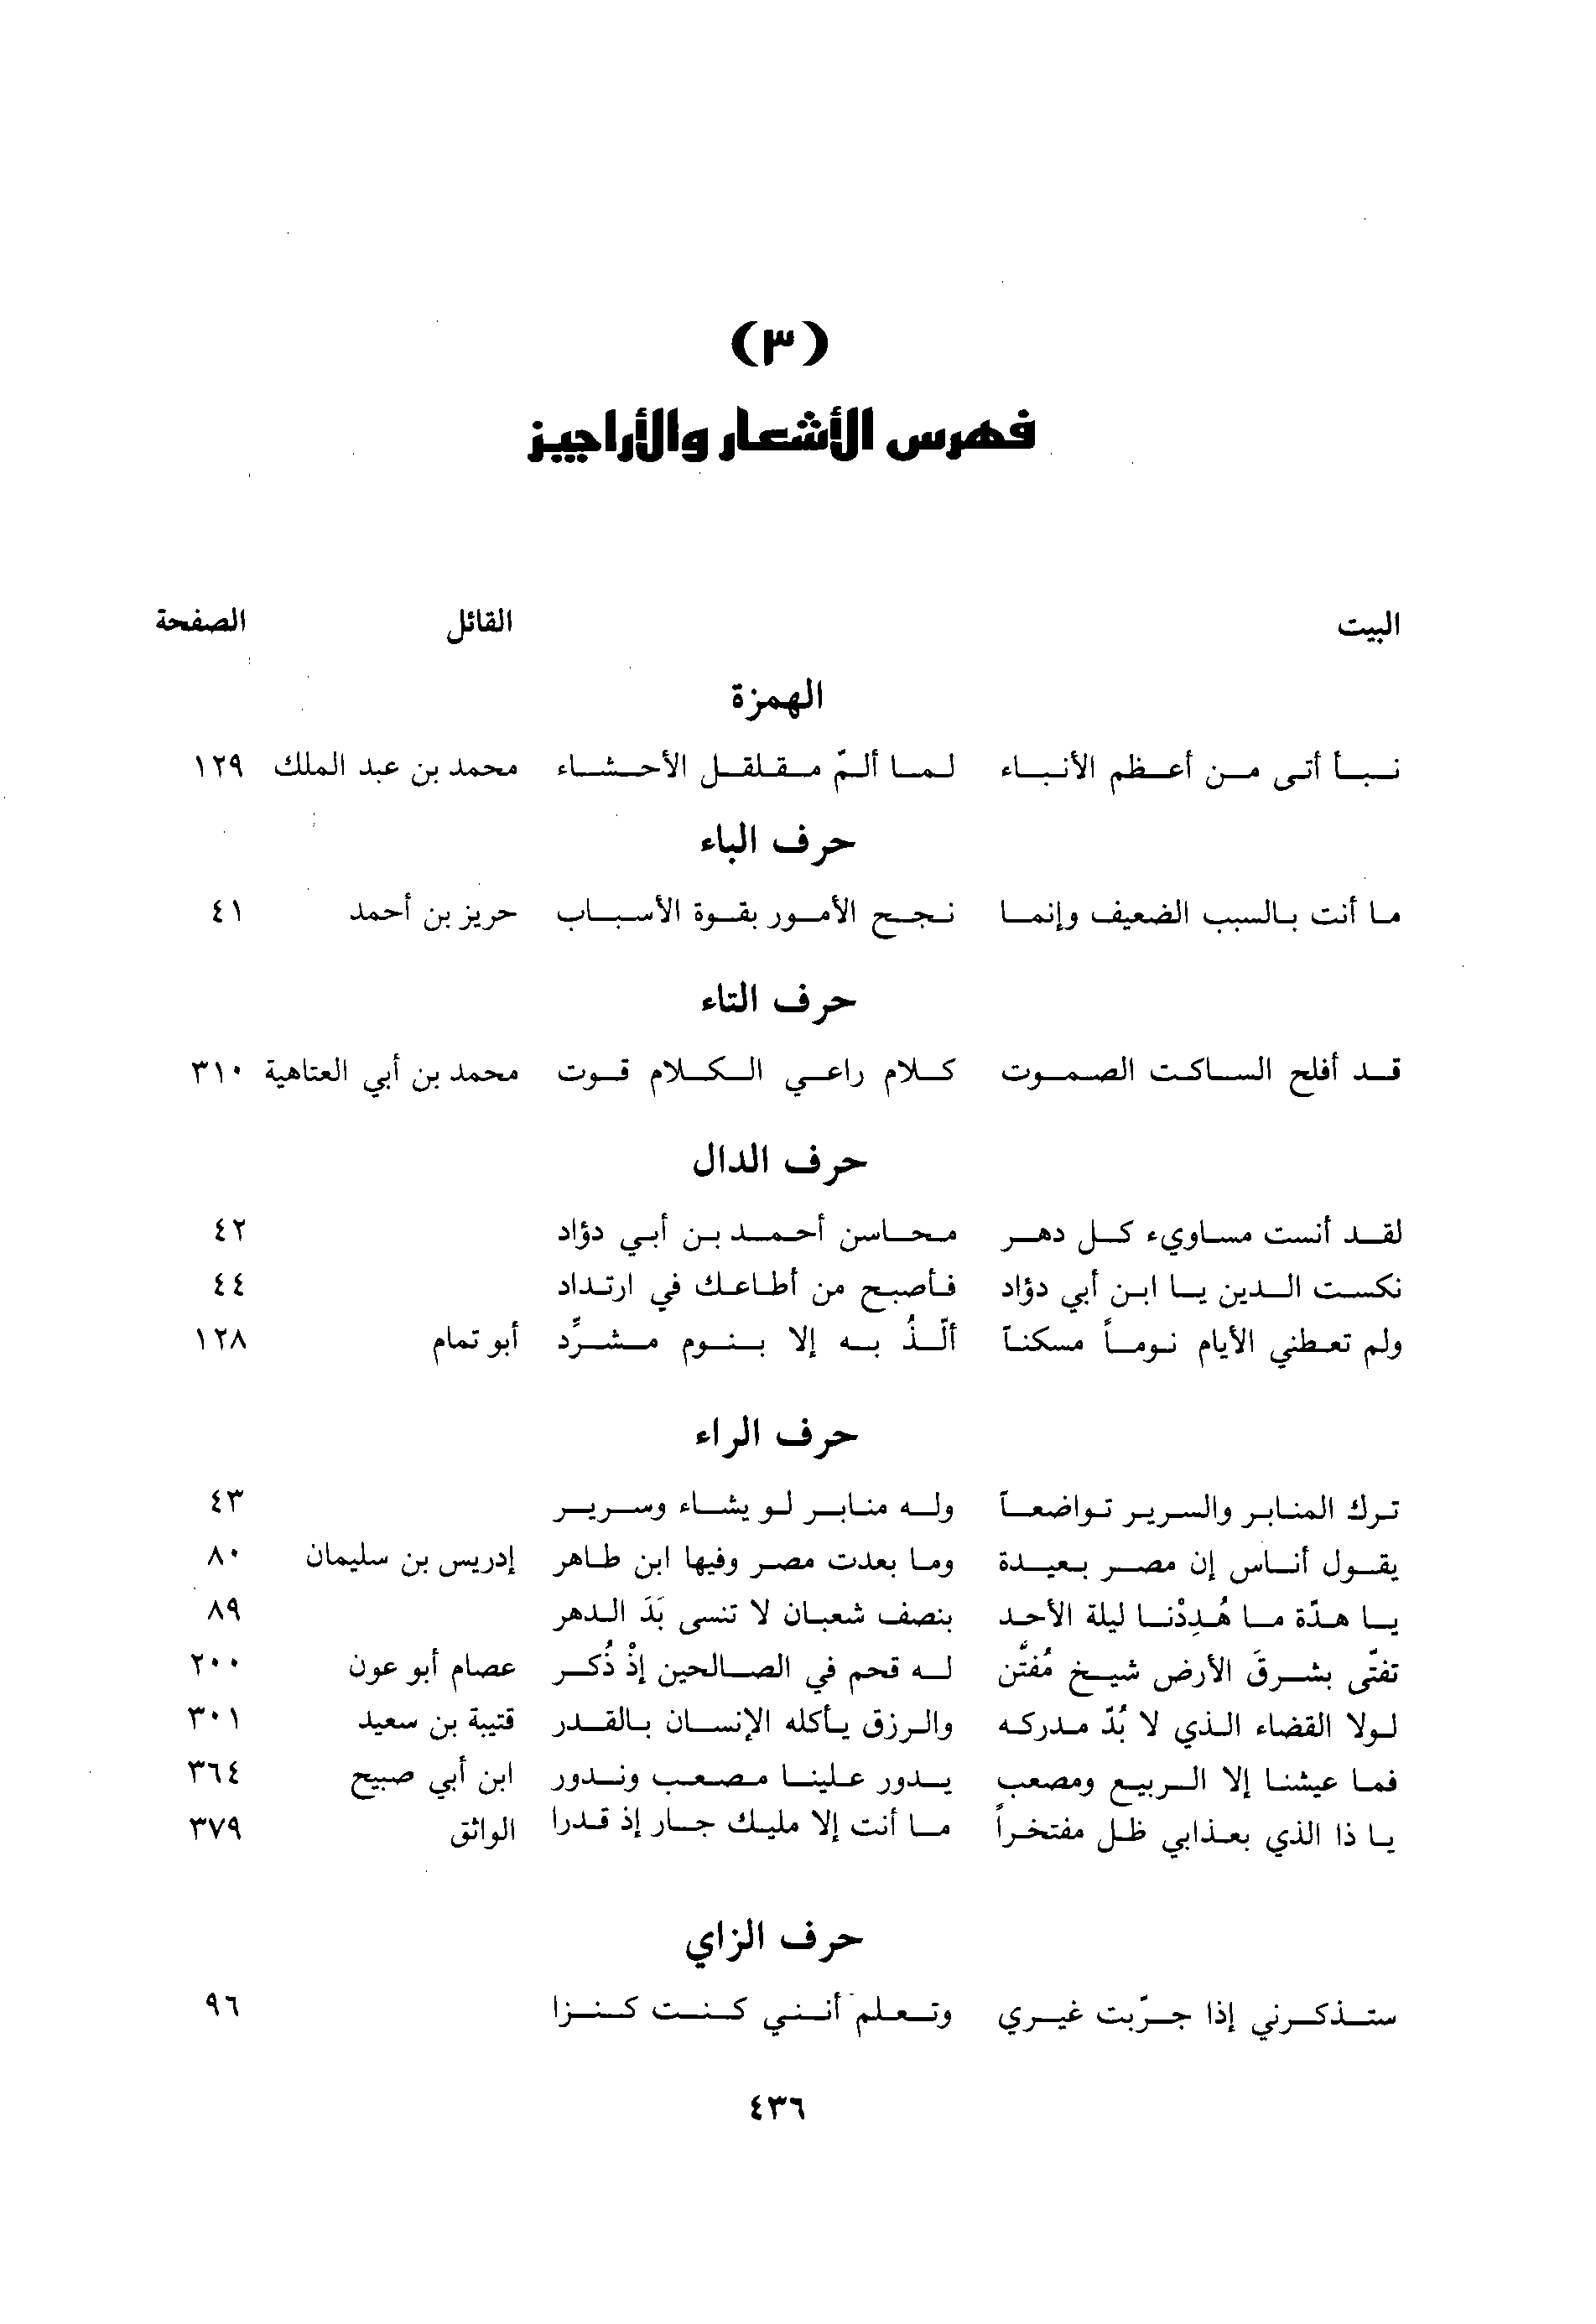 (٣)
فهرس الأشعار والأراجيز
البيت القائل الصفحة
الهمزة
نبأ أتى من أعظم الأنباء لما ألمّ مقلقل الأحشاء محمد بن عبد الملك ١٢٩
حرف الباء
ما أنت بالسبب الضعيف وإنما نجح الأمور بقوة الأسباب حريز بن أحمد ٤١
حرف التاء
قد أفلح الساكت الصموت كلام راعي الكلام قوت محمد بن أبي العتاهية ٣١٠
حرف الدال
لقد أنست مساويء كل دهر محاسن أحمد بن أبي دؤاد ٤٢
نكست الدين يا ابن أبي دؤاد فأصبح من أطاعك في ارتداد ٤٤
ولم تعطني الأيام نوماً مسكناً ألّذُ به إلا بنوم مشرَّد أبو تمام ١٢٨
حرف الراء
ترك المنابر والسرير تواضعاً وله منابر لو يشاء وسرير ٤٣
يقول أناس إن مصر بعيدة وما بعدت مصر وفيها ابن طاهر إدريس بن سليمان ٨٠
يا هدّة ما هُدِدْنا ليلة الأحد بنصف شعبان لا تنسى بَدَ الدهر ٨٩
تفتّى بشرقَ الأرض شيخ مُفتَّن له قحم في الصالحين إذْ ذُكر عصام أبو عون ٢٠٠
لولا القضاء الذي لا بُدّ مدركه والرزق يأكله الإنسان بالقدر قتيبة بن سعيد ٣٠١
فما عيشنا إلا الربيع ومصعب يدور علينا مصعب وندور ابن أبي صبيح ٣٦٤
يا ذا الذي بعذابي ظل مفتخراً ما أنت إلا مليك جار إذ قدرا الواثق ٣٧٩
حرف الزاي
ستذكرني إذا جرّبت غيري وتعلم أنني كنت كنزا ٩٦
٤٣٦